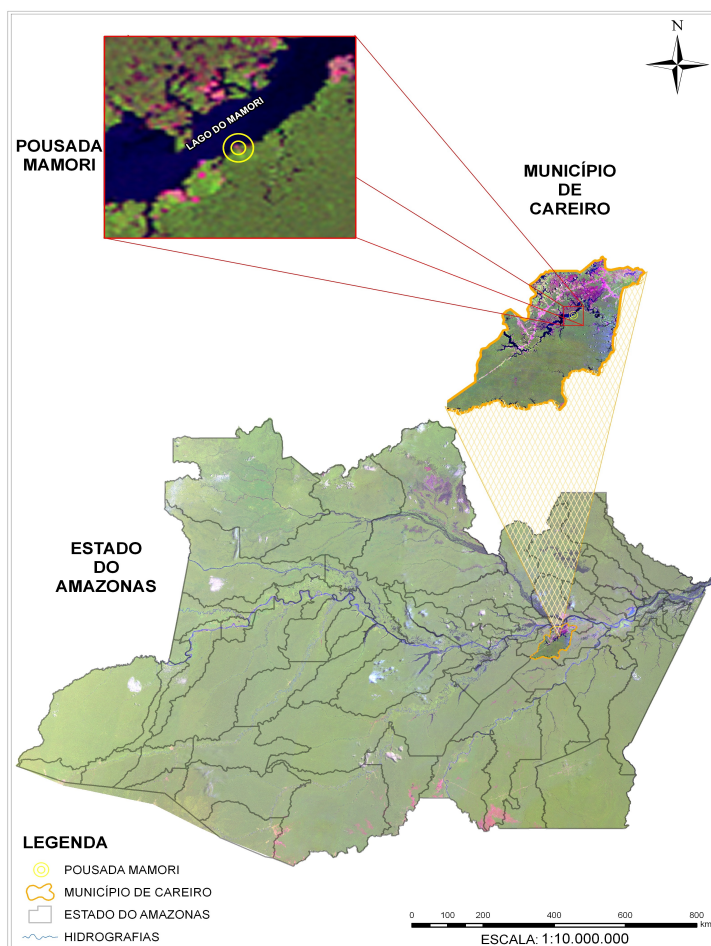 N
POUSADA
MAMORI
LAGO DO MAMORI
MUNICÍPIO
DE
CAREIRO
ESTADO
DO
AMAZONAS
LEGENDA
POUSADA MAMORI
MUNICÍPIO DE CAREIRO
ESTADO DO AMAZONAS
HIDROGRAFIAS
0 100 200 400 600 800
km
ESCALA: 1:10.000.000